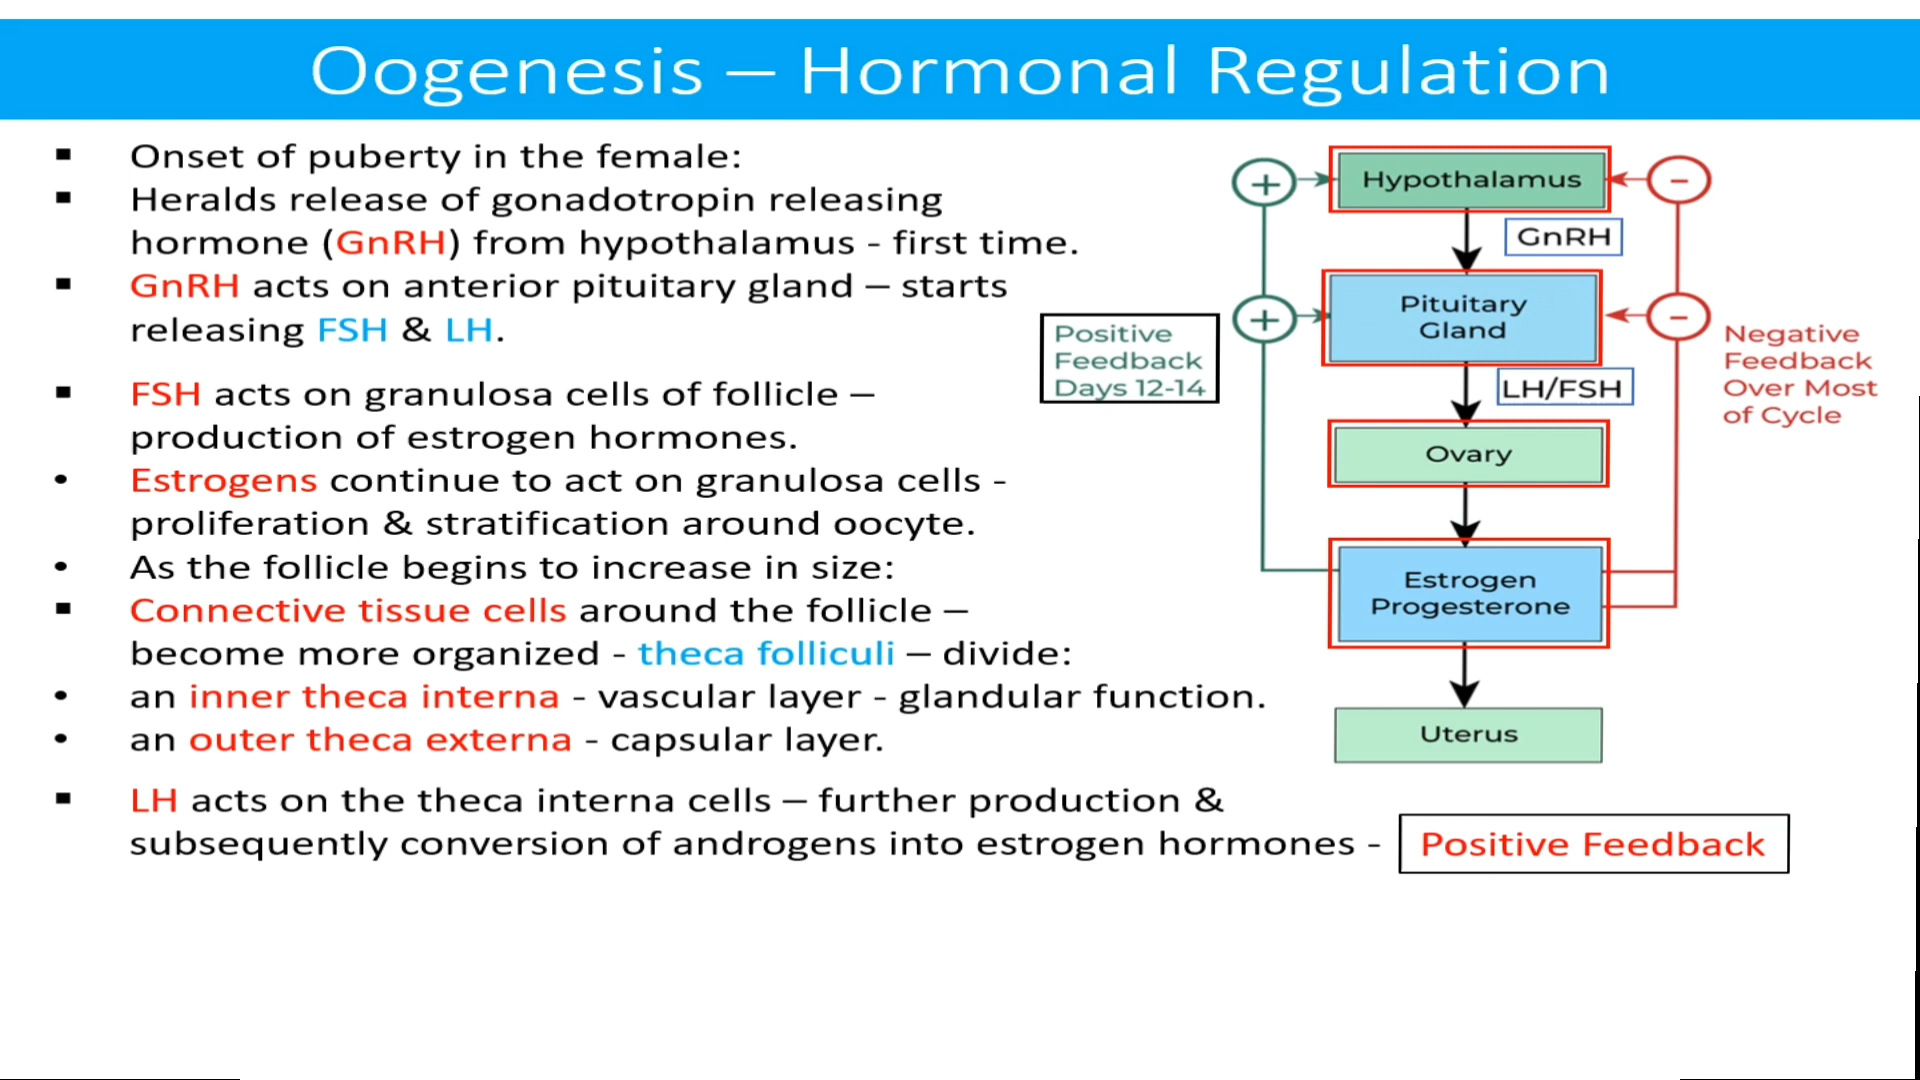 Oogenesis – Hormonal Regulation
▪ Onset of puberty in the female:
▪ Heralds release of gonadotropin releasing
hormone (GnRH) from hypothalamus - first time.
▪ GnRH acts on anterior pituitary gland – starts
releasing FSH & LH.
▪ FSH acts on granulosa cells of follicle –
production of estrogen hormones.
• Estrogens continue to act on granulosa cells -
proliferation & stratification around oocyte.
• As the follicle begins to increase in size:
▪ Connective tissue cells around the follicle –
become more organized - theca folliculi – divide:
• an inner theca interna - vascular layer - glandular function.
• an outer theca externa - capsular layer.
▪ LH acts on the theca interna cells – further production &
subsequently conversion of androgens into estrogen hormones -
Positive Feedback
+
Hypothalamus
−
GnRH
+
Pituitary
Gland
−
Positive
Feedback
Days 12-14
Negative
Feedback
Over Most
of Cycle
LH/FSH
Ovary
Estrogen
Progesterone
Uterus